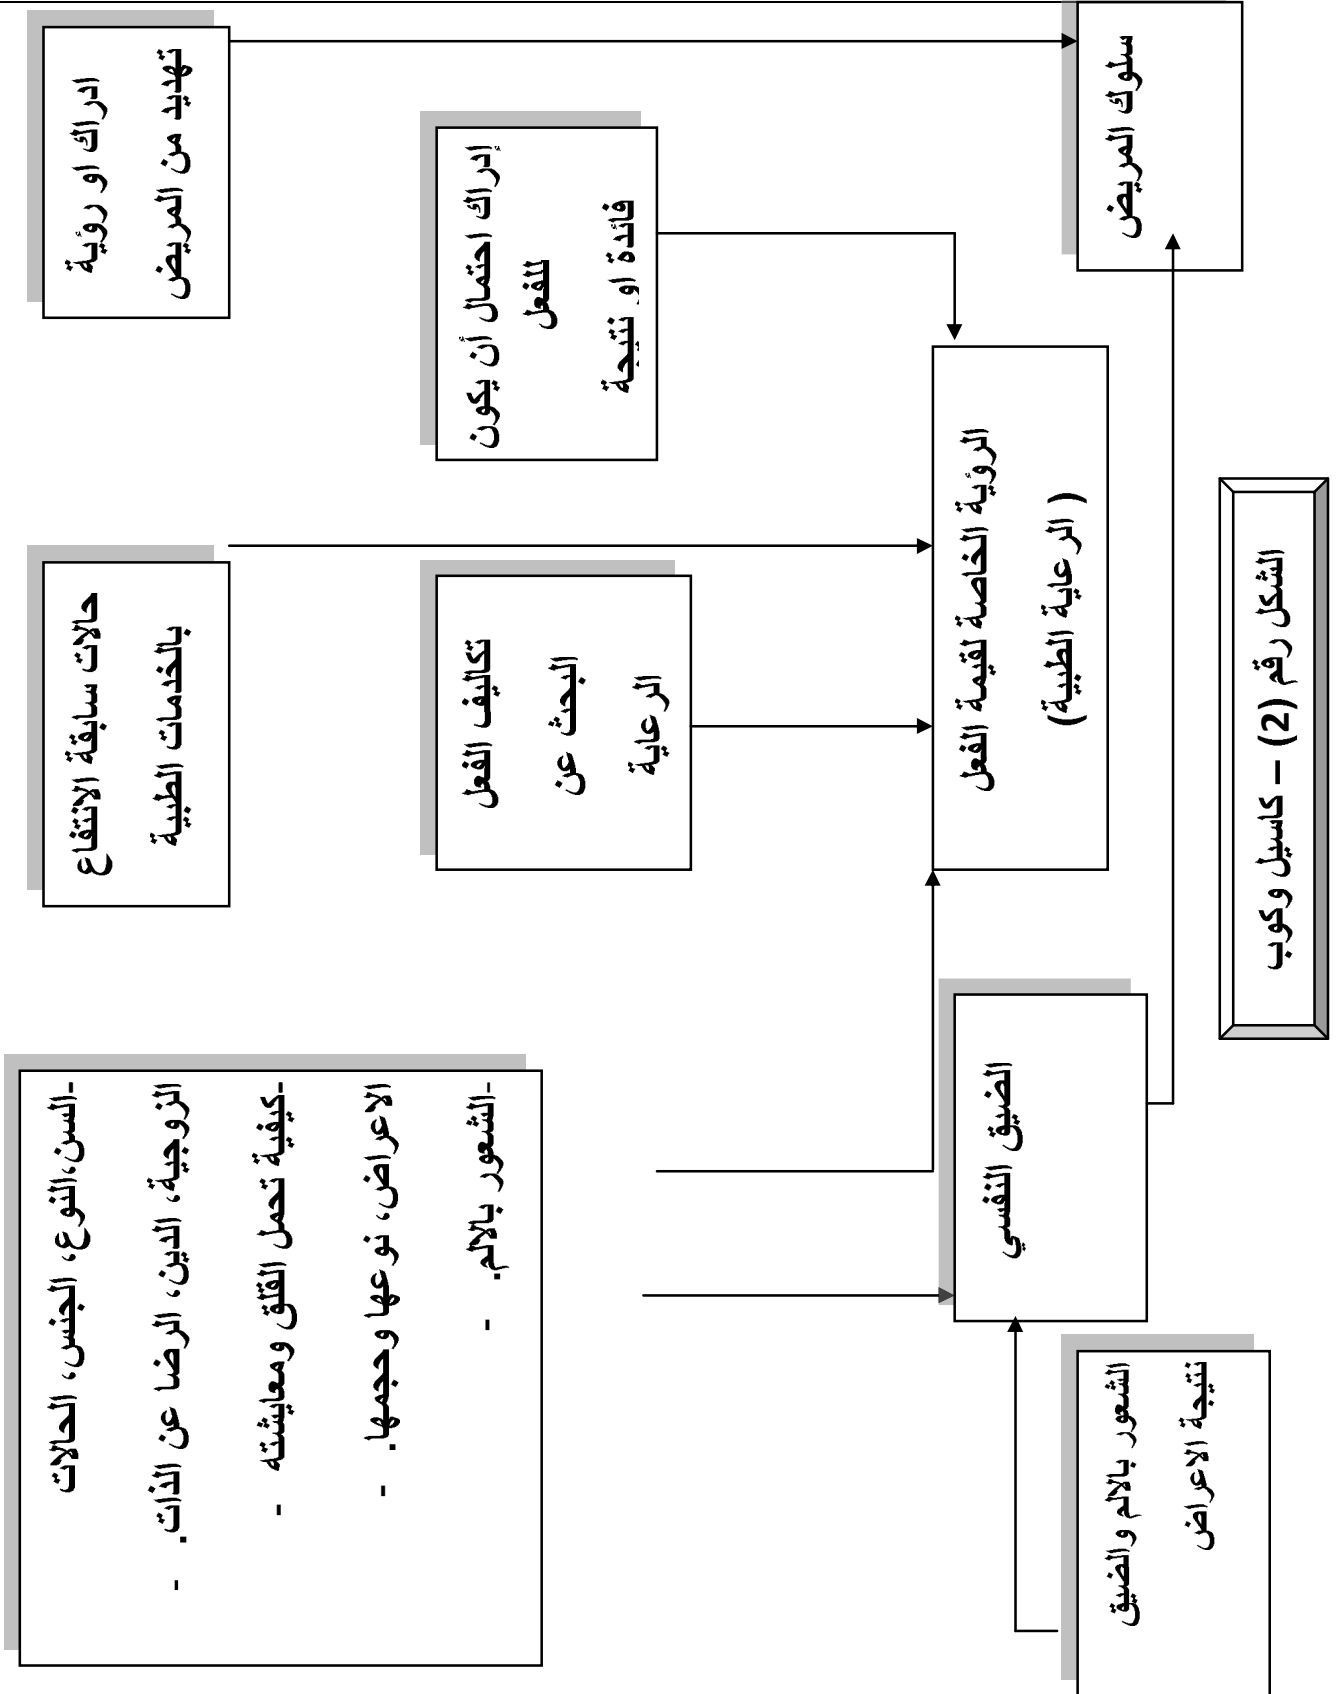 ادراك او رؤية
تهديد من المريض
إدراك احتمال أن يكون
للفعل
فائدة او نتيجة
سلوك المريض
حالات سابقة الانتفاع
بالخدمات الطبية
تكاليف الفعل
البحث عن
الرعاية
الرؤية الخاصة لقيمة الفعل
( الرعاية الطبية)
-السن،النوع، الجنس، الحالات
الزوجية، الدين، الرضا عن الذات. -
-كيفية تحمل القلق ومعايشته -
الاعراض، نوعها وحجمها. -
-الشعور بالالم. -
الضيق النفسي
الشعور بالالم والضيق
نتيجة الاعراض
الشكل رقم (2) – كاسيل وكوب